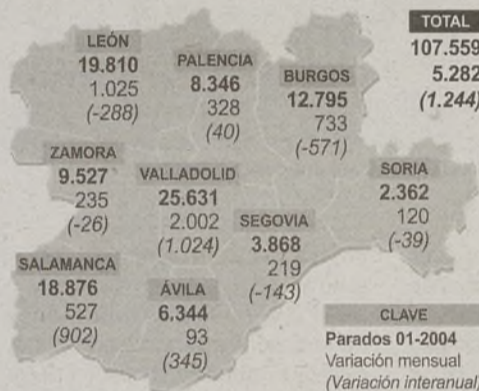 LEÓN
19.810
1.025
(-288)
PALENCIA
8.346
328
(40)
BURGOS
12.795
733
(-571)
TOTAL
107.559
5.282
(1.244)
ZAMORA
9.527
235
(-26)
VALLADOLID
25.631
2.002
(1.024)
SEGOVIA
3.868
219
(-143)
SORIA
2.362
120
(-39)
SALAMANCA
18.876
527
(902)
ÁVILA
6,344
93
(345)
CLAVE
Parados 01-2004
Variación mensual
(Variación interanual)